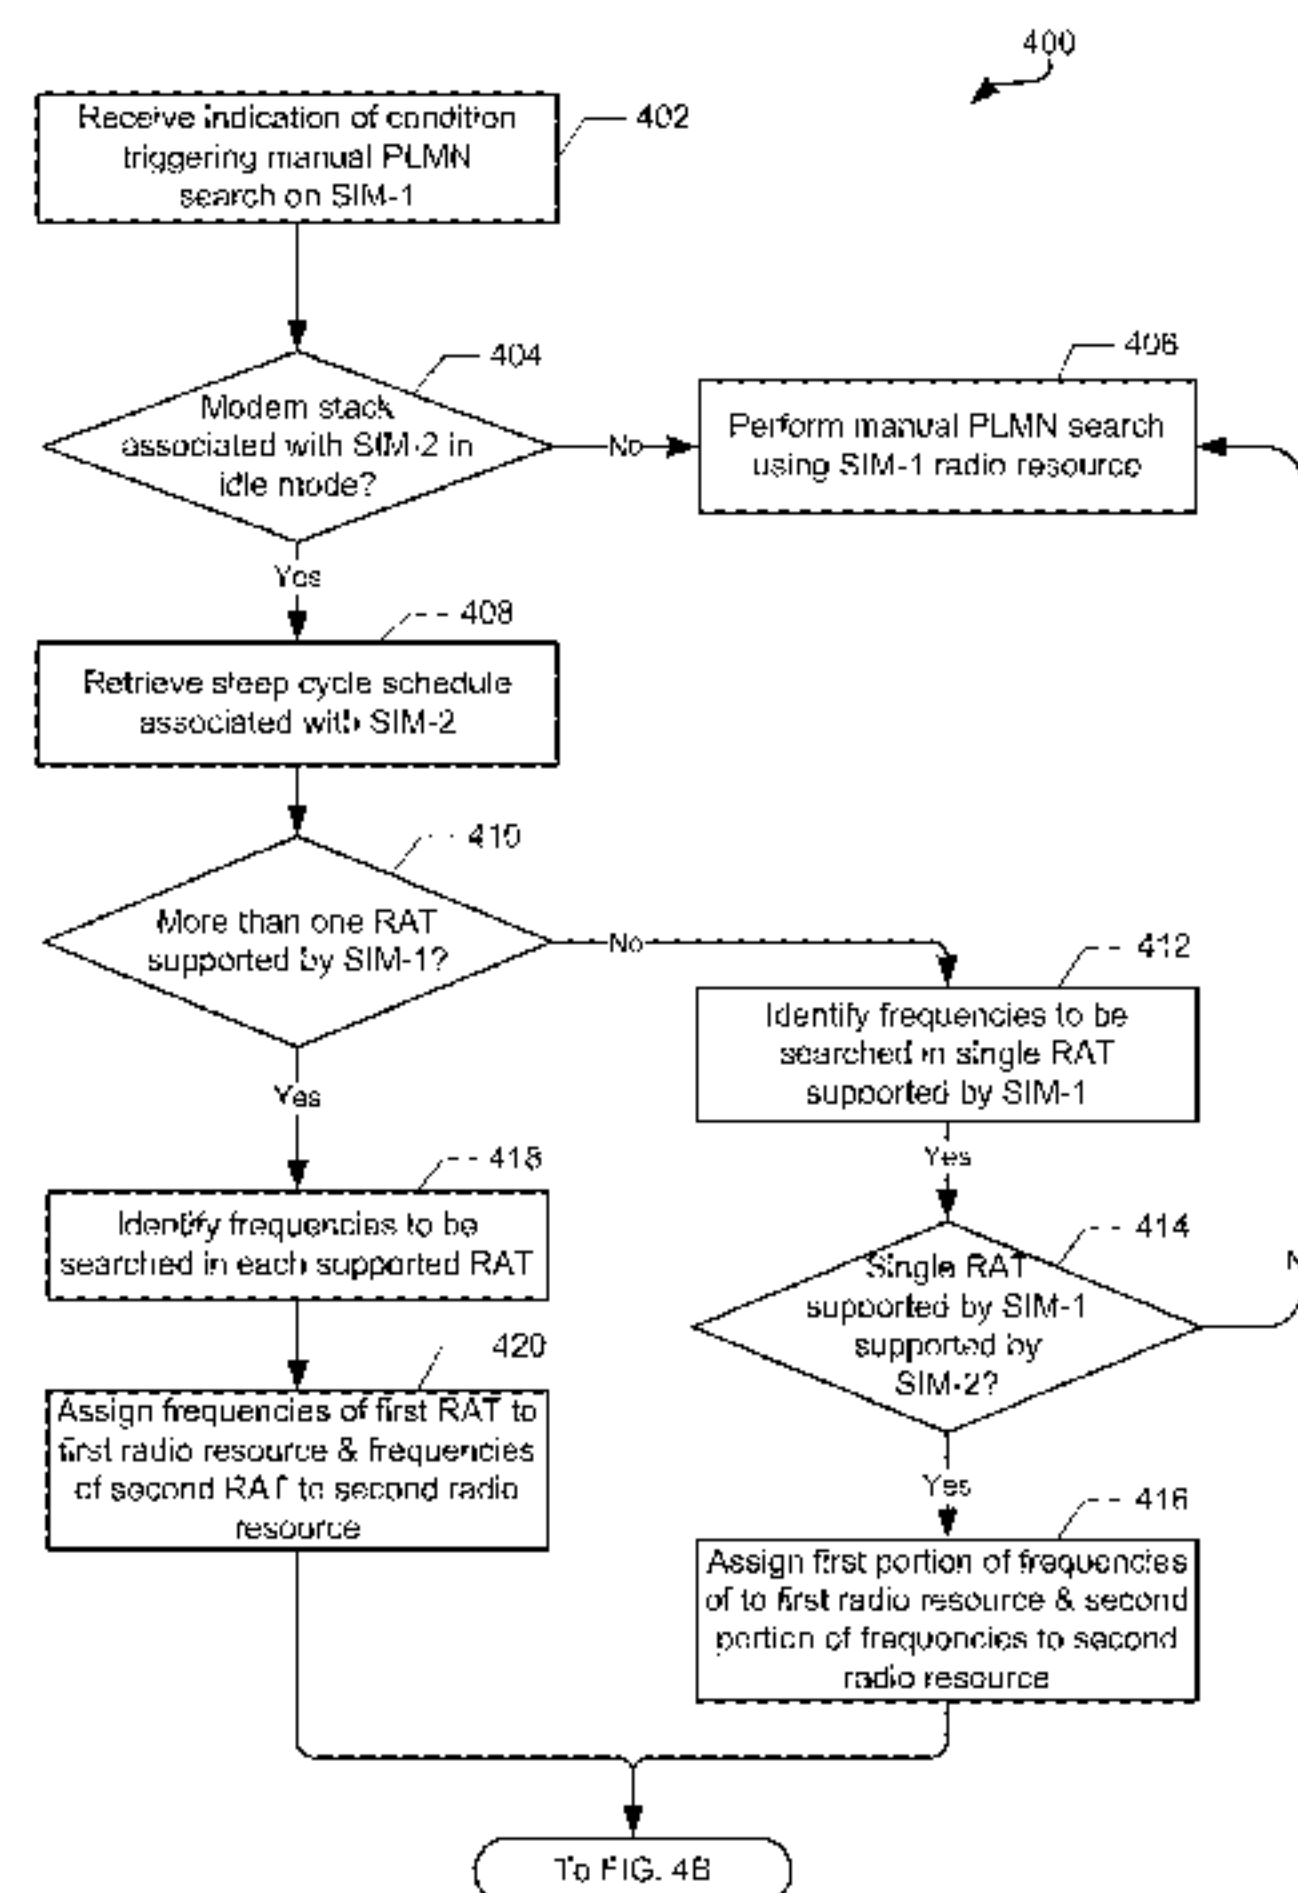 400
Receive indication of condition
triggering manual PLMN
search on SIM-1
402
404
Modem stack
associated with SIM-2 in
idle mode?
No
406
Perform manual PLMN search
using SIM-1 radio resource
Yes
408
Retrieve sleep cycle schedule
associated with SIM-2
410
More than one RAT
supported by SIM-1?
No
412
Identify frequencies to be
searched in single RAT
supported by SIM-1
Yes
Yes
418
Identify frequencies to be
searched in each supported RAT
414
Single RAT
supported by SIM-1
supported by
SIM-2?
420
Assign frequencies of first RAT to
first radio resource & frequencies
of second RAT to second radio
resource
Yes
416
Assign first portion of frequencies
of to first radio resource & second
portion of frequencies to second
radio resource
To FIG. 4B